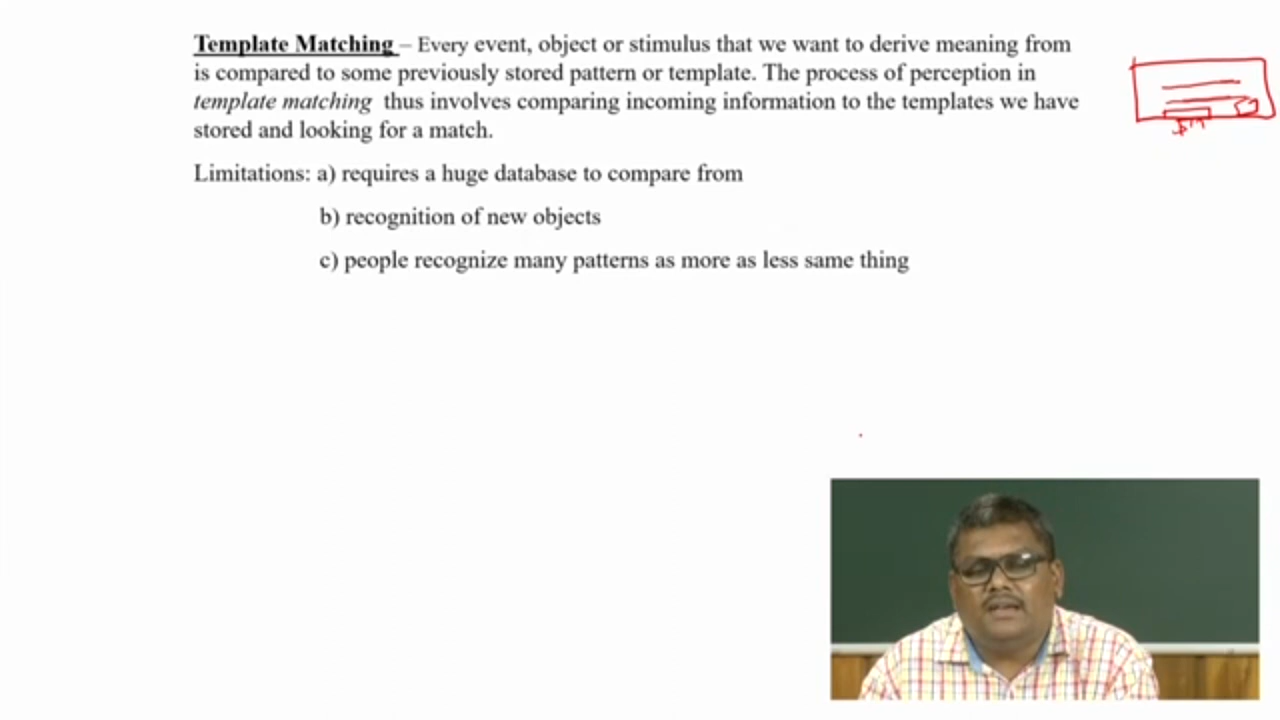 Template Matching – Every event, object or stimulus that we want to derive meaning from
is compared to some previously stored pattern or template. The process of perception in
template matching thus involves comparing incoming information to the templates we have
stored and looking for a match.
Limitations: a) requires a huge database to compare from
b) recognition of new objects
c) people recognize many patterns as more as less same thing